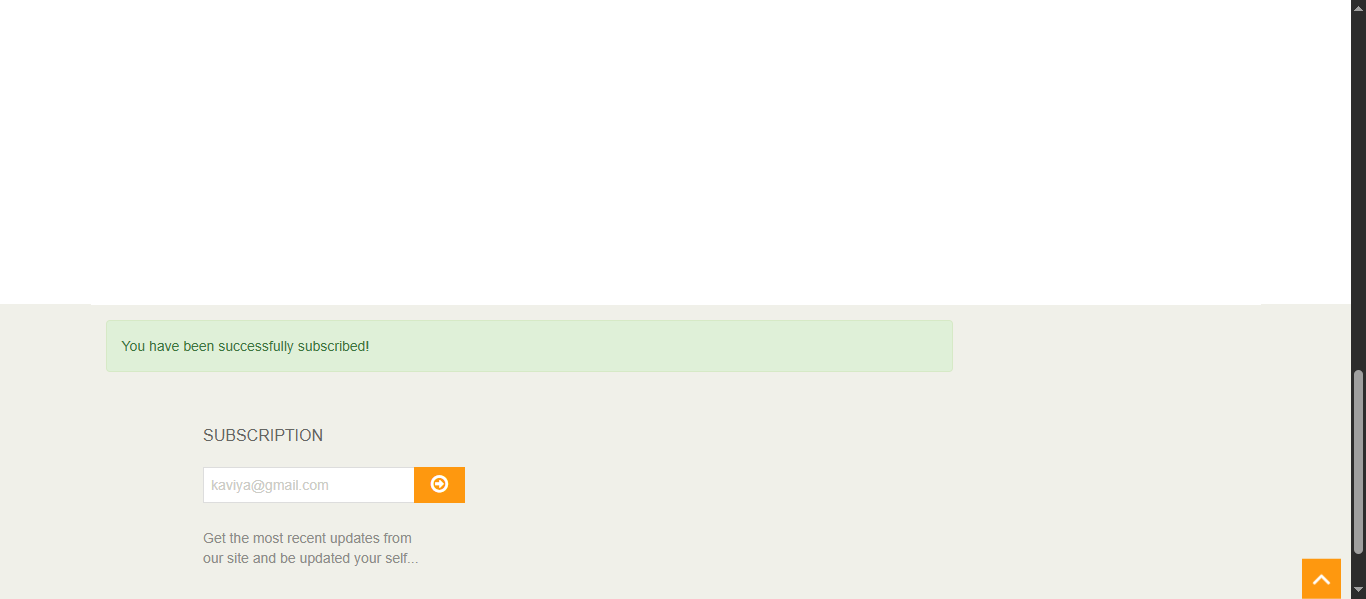 You have been successfully subscribed!
SUBSCRIPTION
kaviya@gmail.com
Get the most recent updates from
our site and be updated your self...